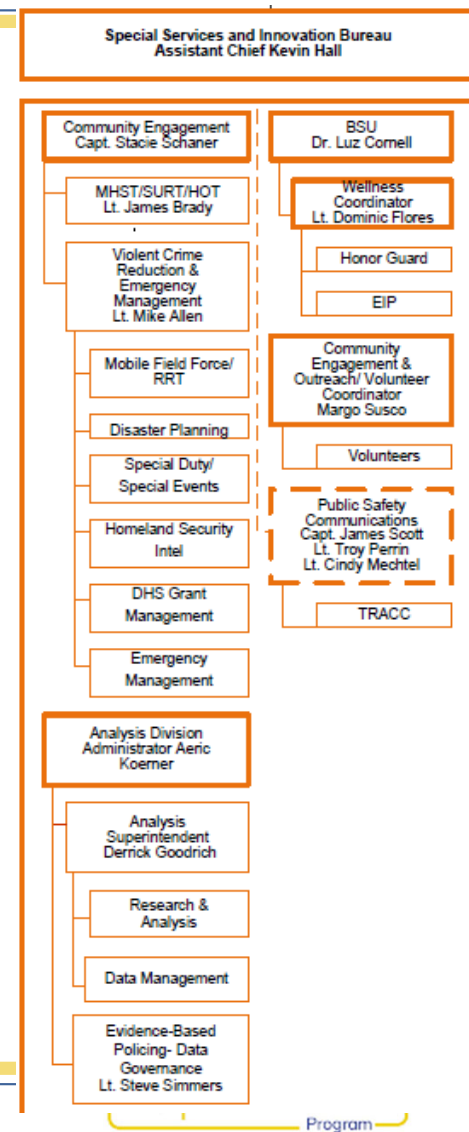 Special Services and Innovation Bureau
Assistant Chief Kevin Hall
Community Engagement
Capt. Stacie Schaner
MHST/SURT/HOT
Lt. James Brady
Violent Crime
Reduction &
Emergency
Management
Lt. Mike Allen
Mobile Field Force/
RRT
Disaster Planning
Special Duty/
Special Events
Homeland Security
Intel
DHS Grant
Management
Emergency
Management
Analysis Division
Administrator Aeric
Koerner
Analysis
Superintendent
Derrick Goodrich
Research &
Analysis
Data Management
Evidence-Based
Policing- Data
Governance
Lt. Steve Simmers
BSU
Dr. Luz Cornell
Wellness
Coordinator
Lt. Dominic Flores
Honor Guard
EIP
Community
Engagement &
Outreach/ Volunteer
Coordinator
Margo Susco
Volunteers
Public Safety
Communications
Capt. James Scott
Lt. Troy Perrin
Lt. Cindy Mechtel
TRACC
Program